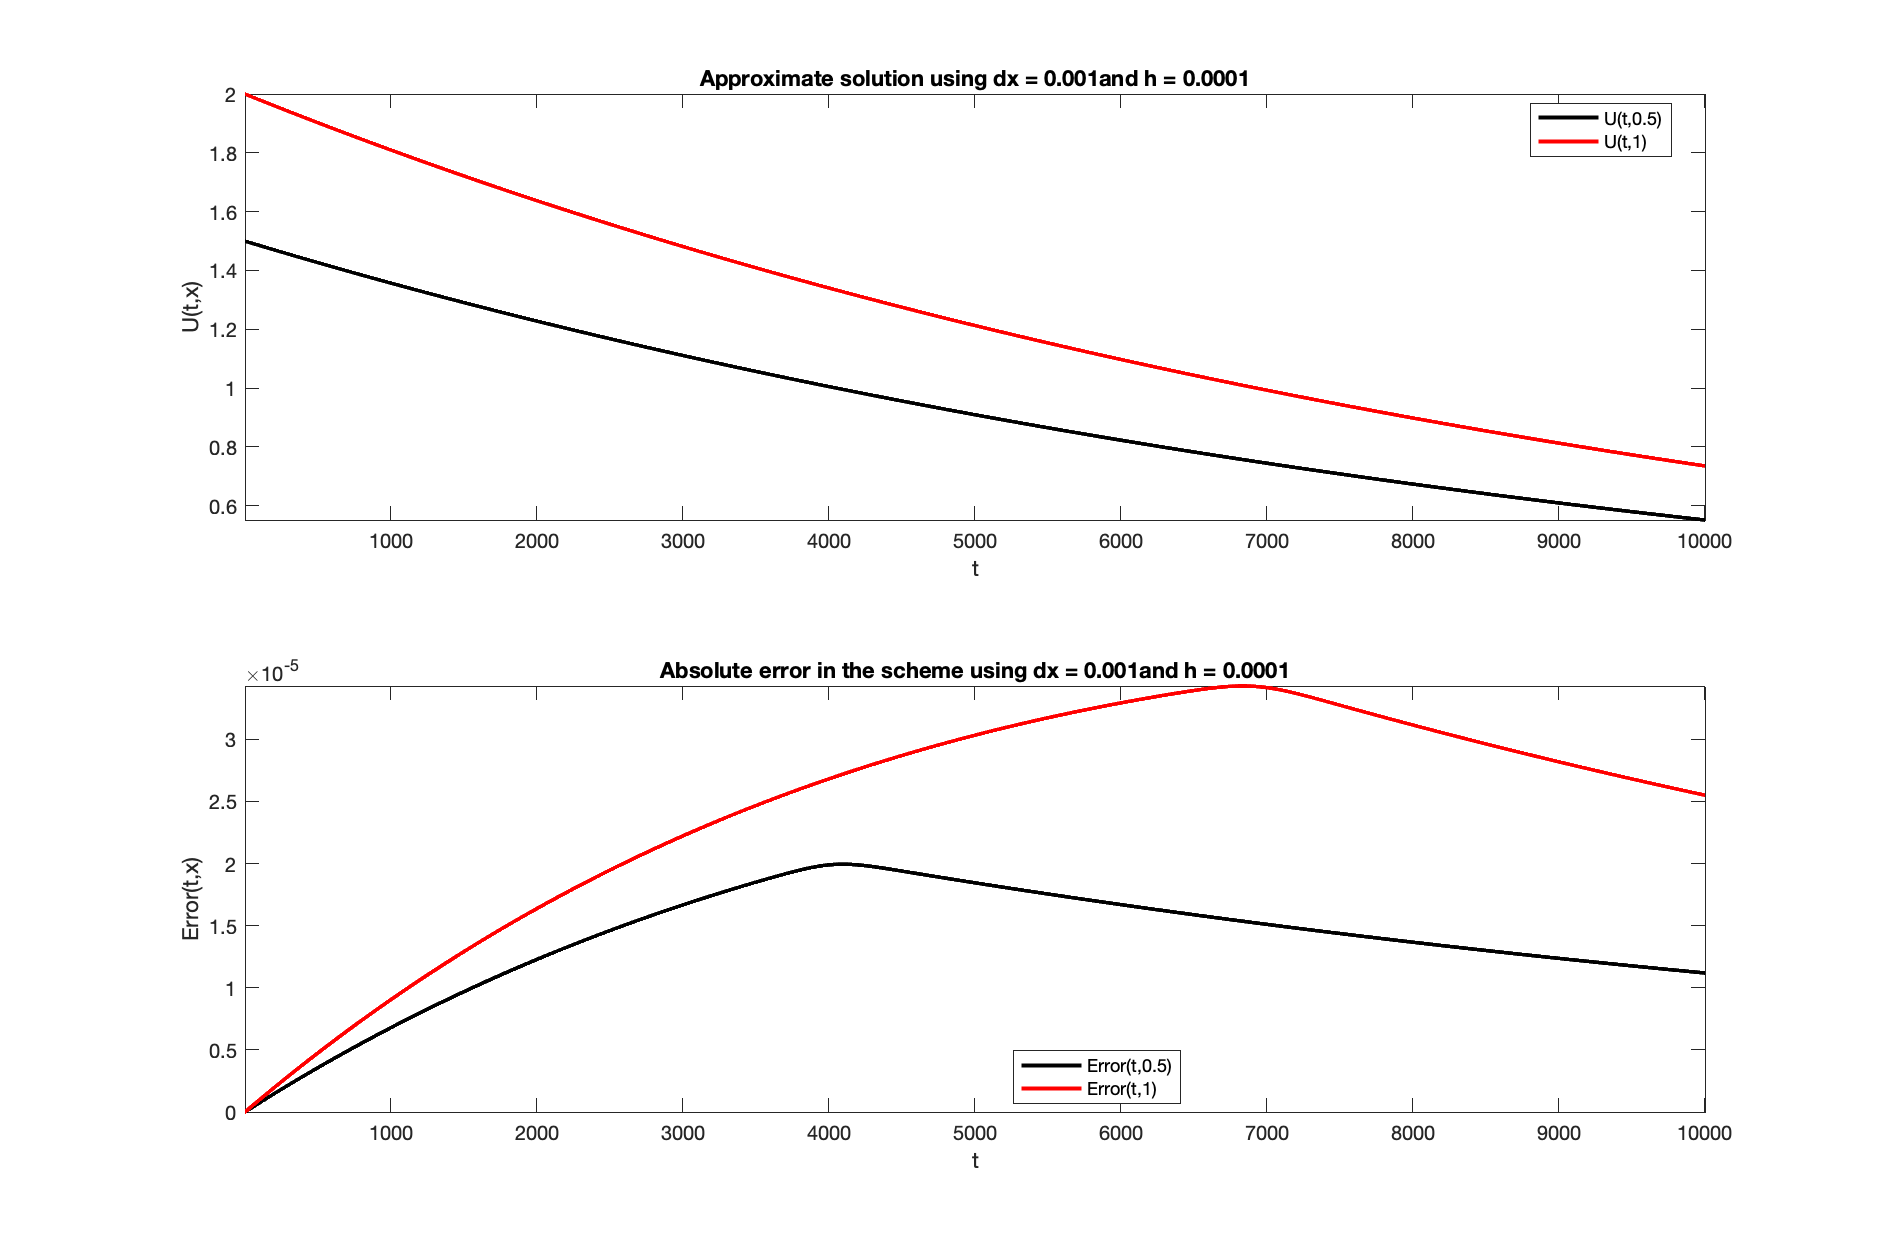 Approximate solution using dx = 0.001and h = 0.0001
2
1.8
1.6
1.4
1.2
1
0.8
0.6
U(t,x)
U(t,0.5)
U(t,1)
1000 2000 3000 4000 5000 6000 7000 8000 9000 10000
t
×10-5
Absolute error in the scheme using dx = 0.001and h = 0.0001
3
2.5
2
1.5
1
0.5
0
Error(t,x)
Error(t,0.5)
Error(t,1)
1000 2000 3000 4000 5000 6000 7000 8000 9000 10000
t